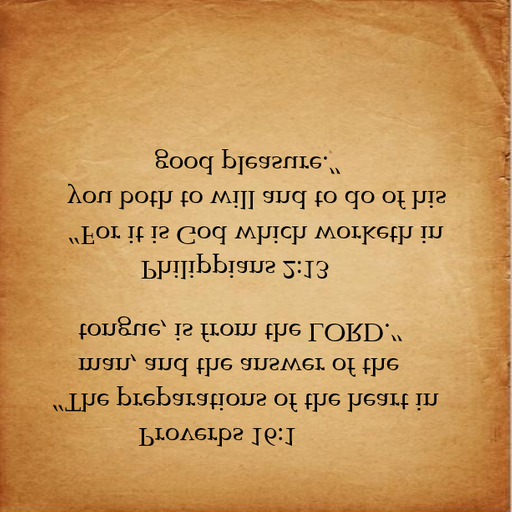 Proverbs 16:1
"The preparations of the heart in
man, and the answer of the
tongue, is from the LORD."
Philippians 2:13
"For it is God which worketh in
you both to will and to do of his
good pleasure."